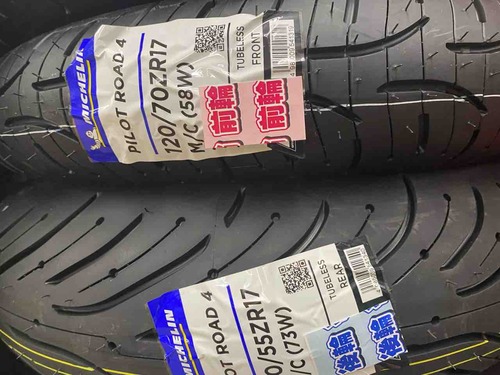 MICHELIN
PILOT ROAD 4
120/70ZR17
M/C (58W)
TUBELESS
FRONT
前輪
前輪
MICHELIN
PILOT ROAD 4
0/55ZR17
/C (73W)
TUBELESS
REAR
後輪
後輪